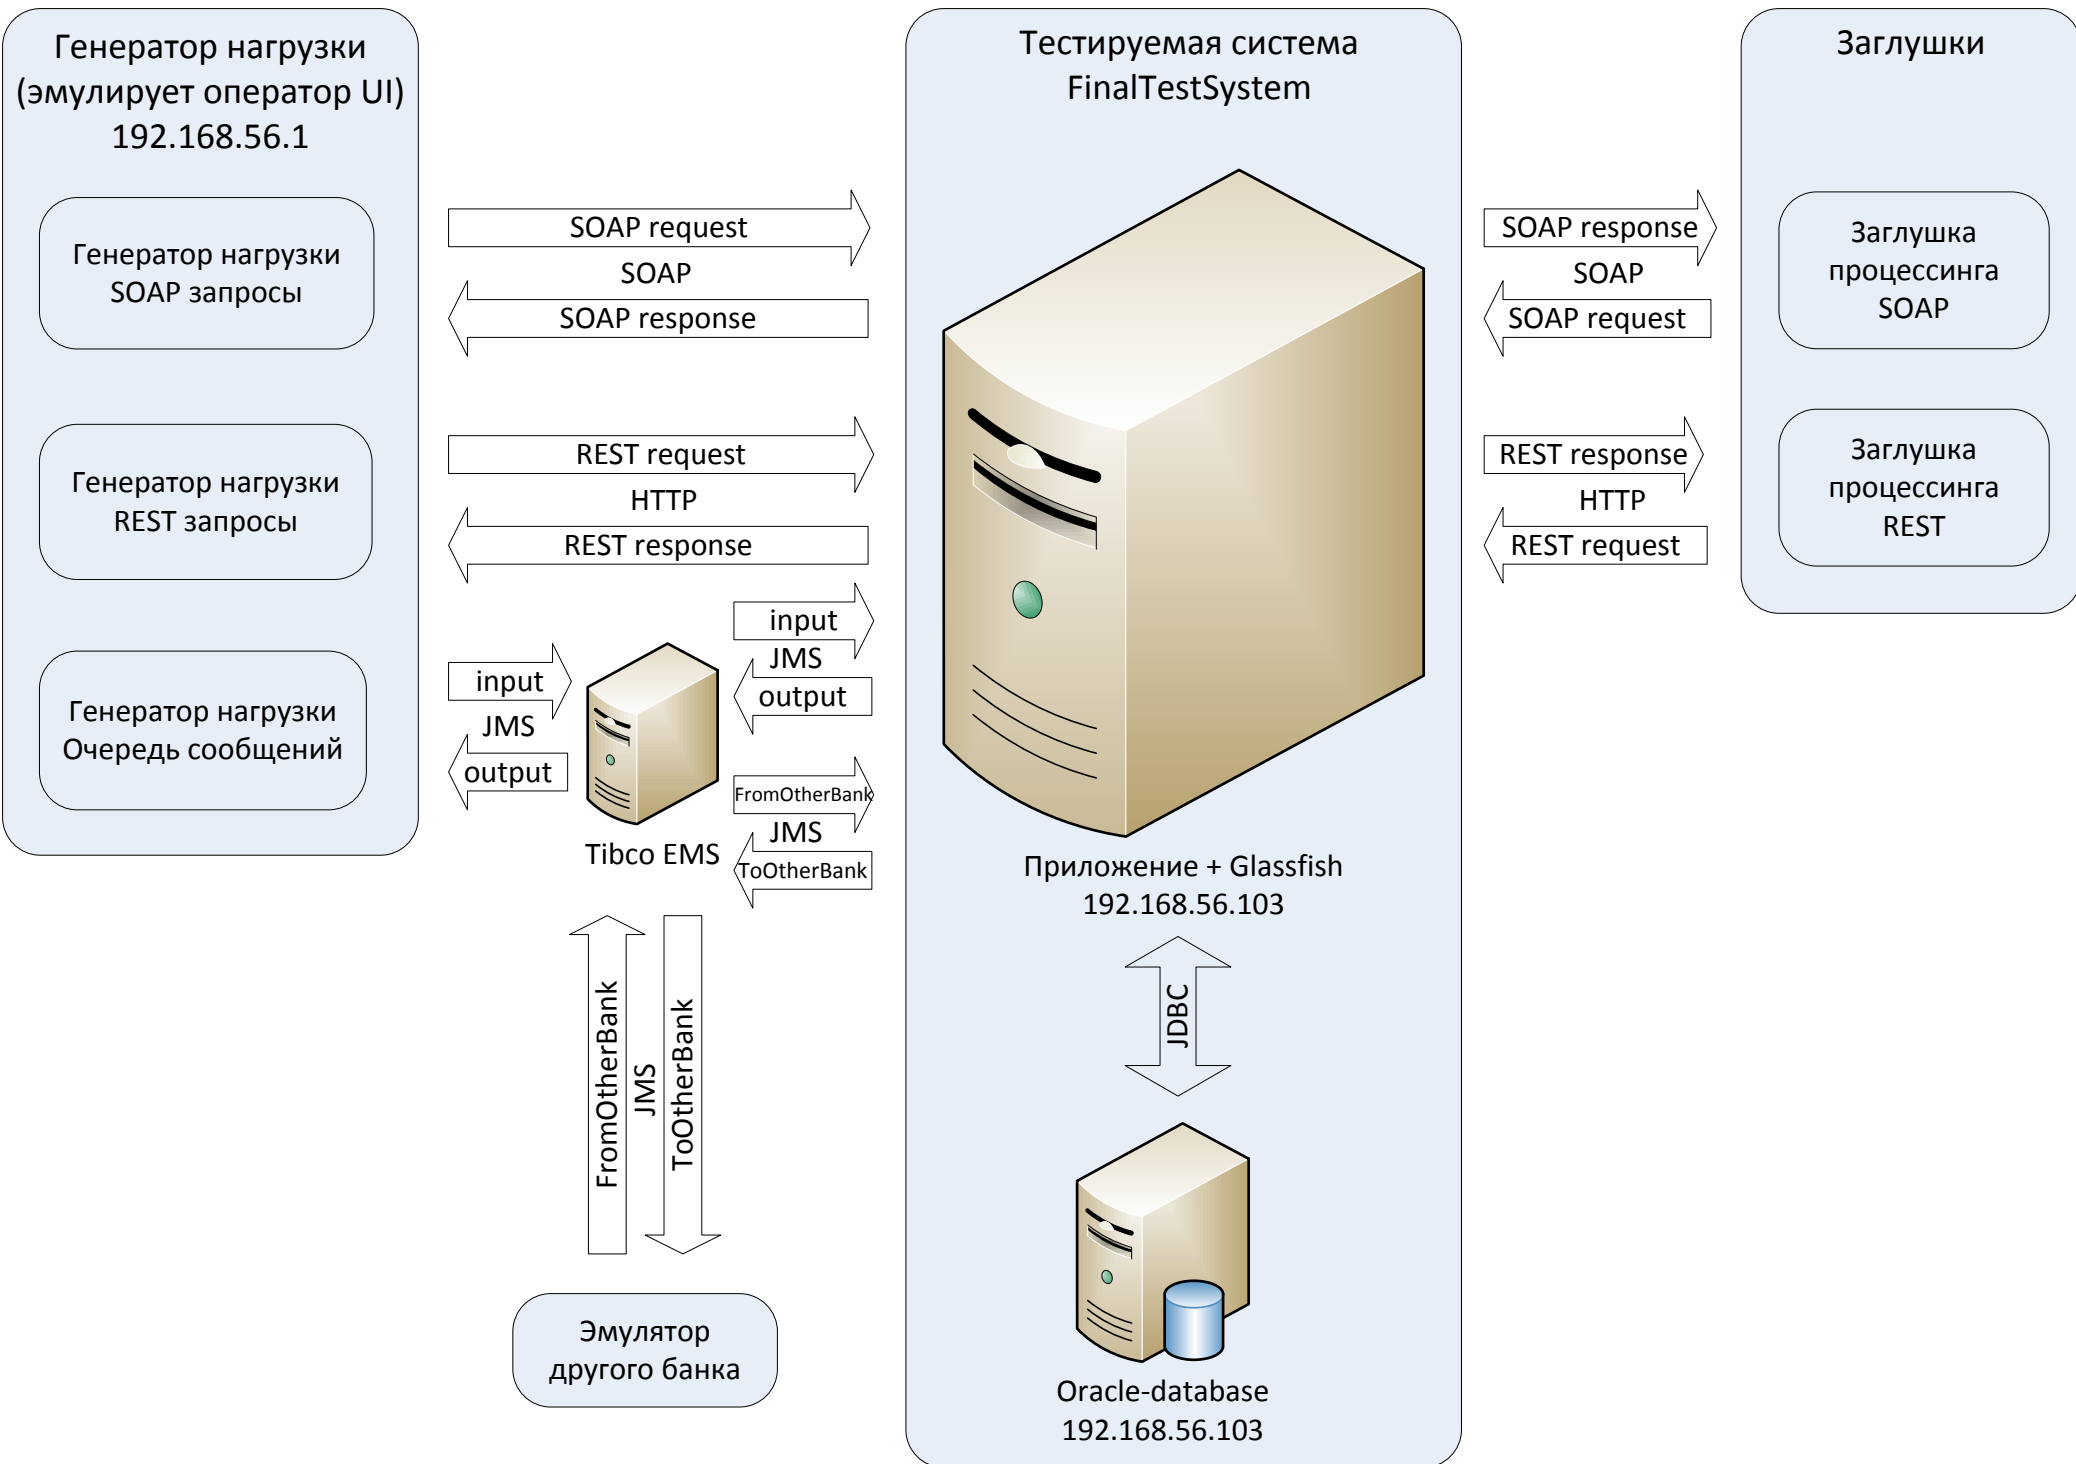 Генератор нагрузки
(эмулирует оператор UI)
192.168.56.1
Генератор нагрузки
SOAP запросы
Генератор нагрузки
REST запросы
Генератор нагрузки
Очередь сообщений
SOAP request
SOAP
SOAP response
REST request
HTTP
REST response
input
JMS
output
input
JMS
output
FromOtherBank
JMS
ToOtherBank
Tibco EMS
FromOtherBank
JMS
ToOtherBank
Эмулятор
другого банка
Тестируемая система
FinalTestSystem
Приложение + Glassfish
192.168.56.103
JDBC
Oracle-database
192.168.56.103
SOAP response
SOAP
SOAP request
REST response
HTTP
REST request
Заглушки
Заглушка
процессинга
SOAP
Заглушка
процессинга
REST